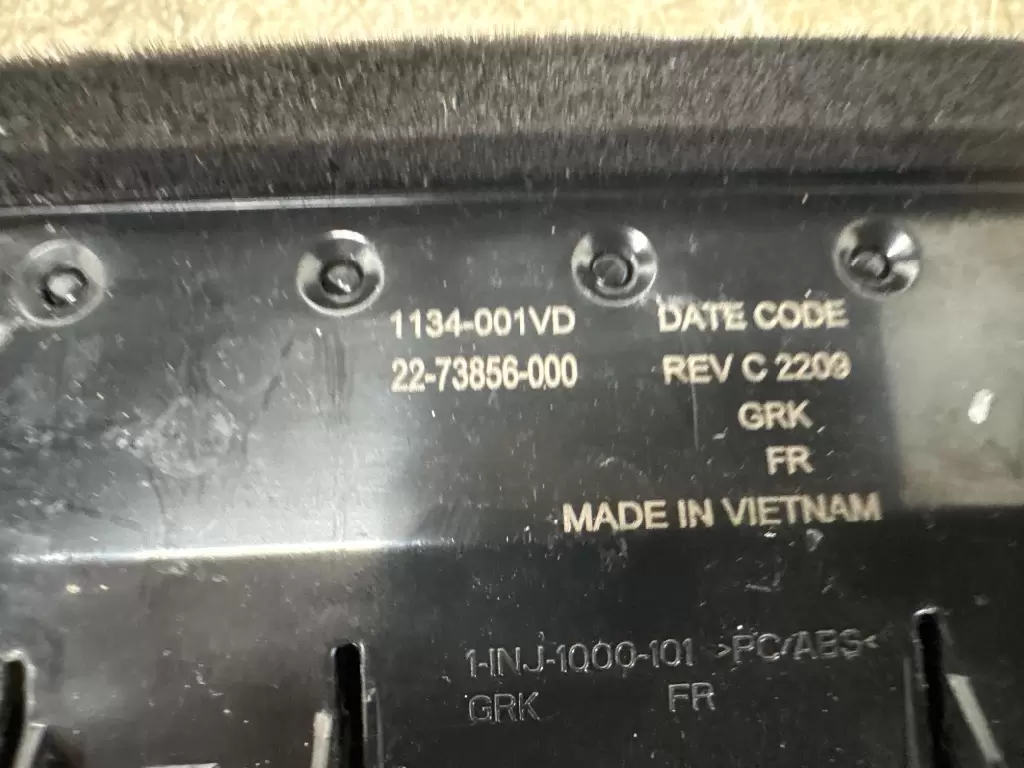 1134-001VD
22-73856-000
DATE CODE
REV C 2209
GRK
FR
MADE IN VIETNAM
1-INJ-1000-101 >PC/ABS<
GRK FR